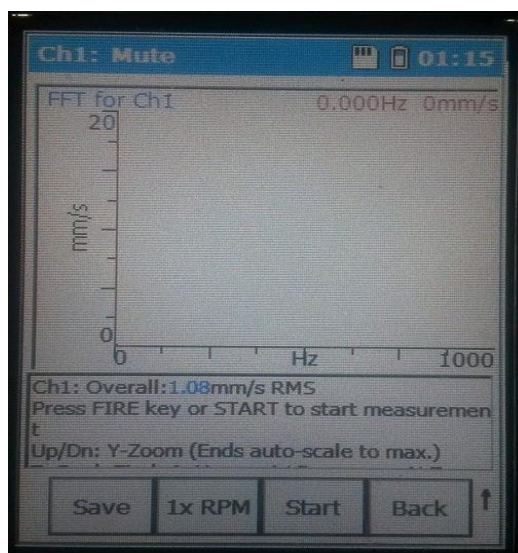 Ch1: Mute 01:15
FFT for Ch1 0.000Hz 0mm/s
20
mm/s
0
0 Hz 1000
Ch1: Overall:1.08mm/s RMS
Press FIRE key or START to start measuremen
t
Up/Dn: Y-Zoom (Ends auto-scale to max.)
Save 1x RPM Start Back